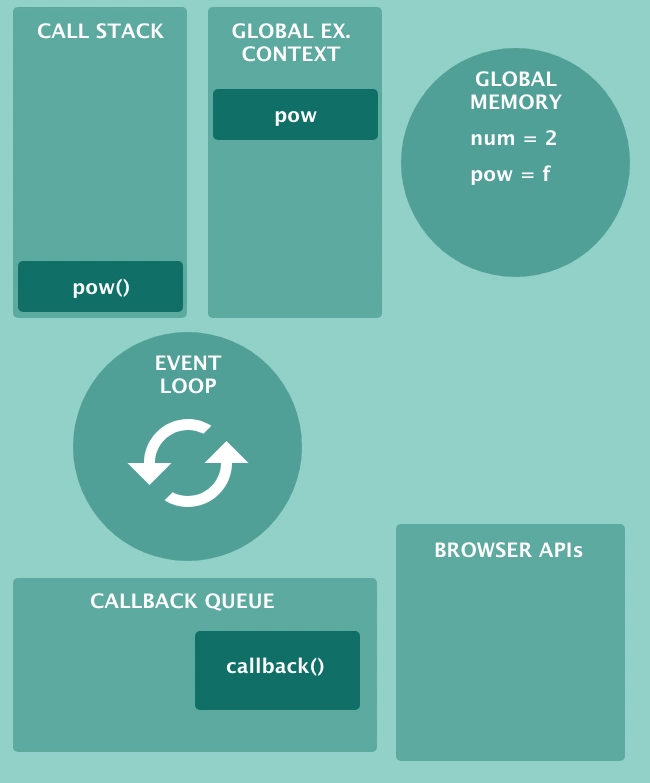 CALL STACK
pow()
GLOBAL EX.
CONTEXT
pow
GLOBAL
MEMORY
num = 2
pow = f
EVENT
LOOP
CALLBACK QUEUE
callback()
BROWSER APIs